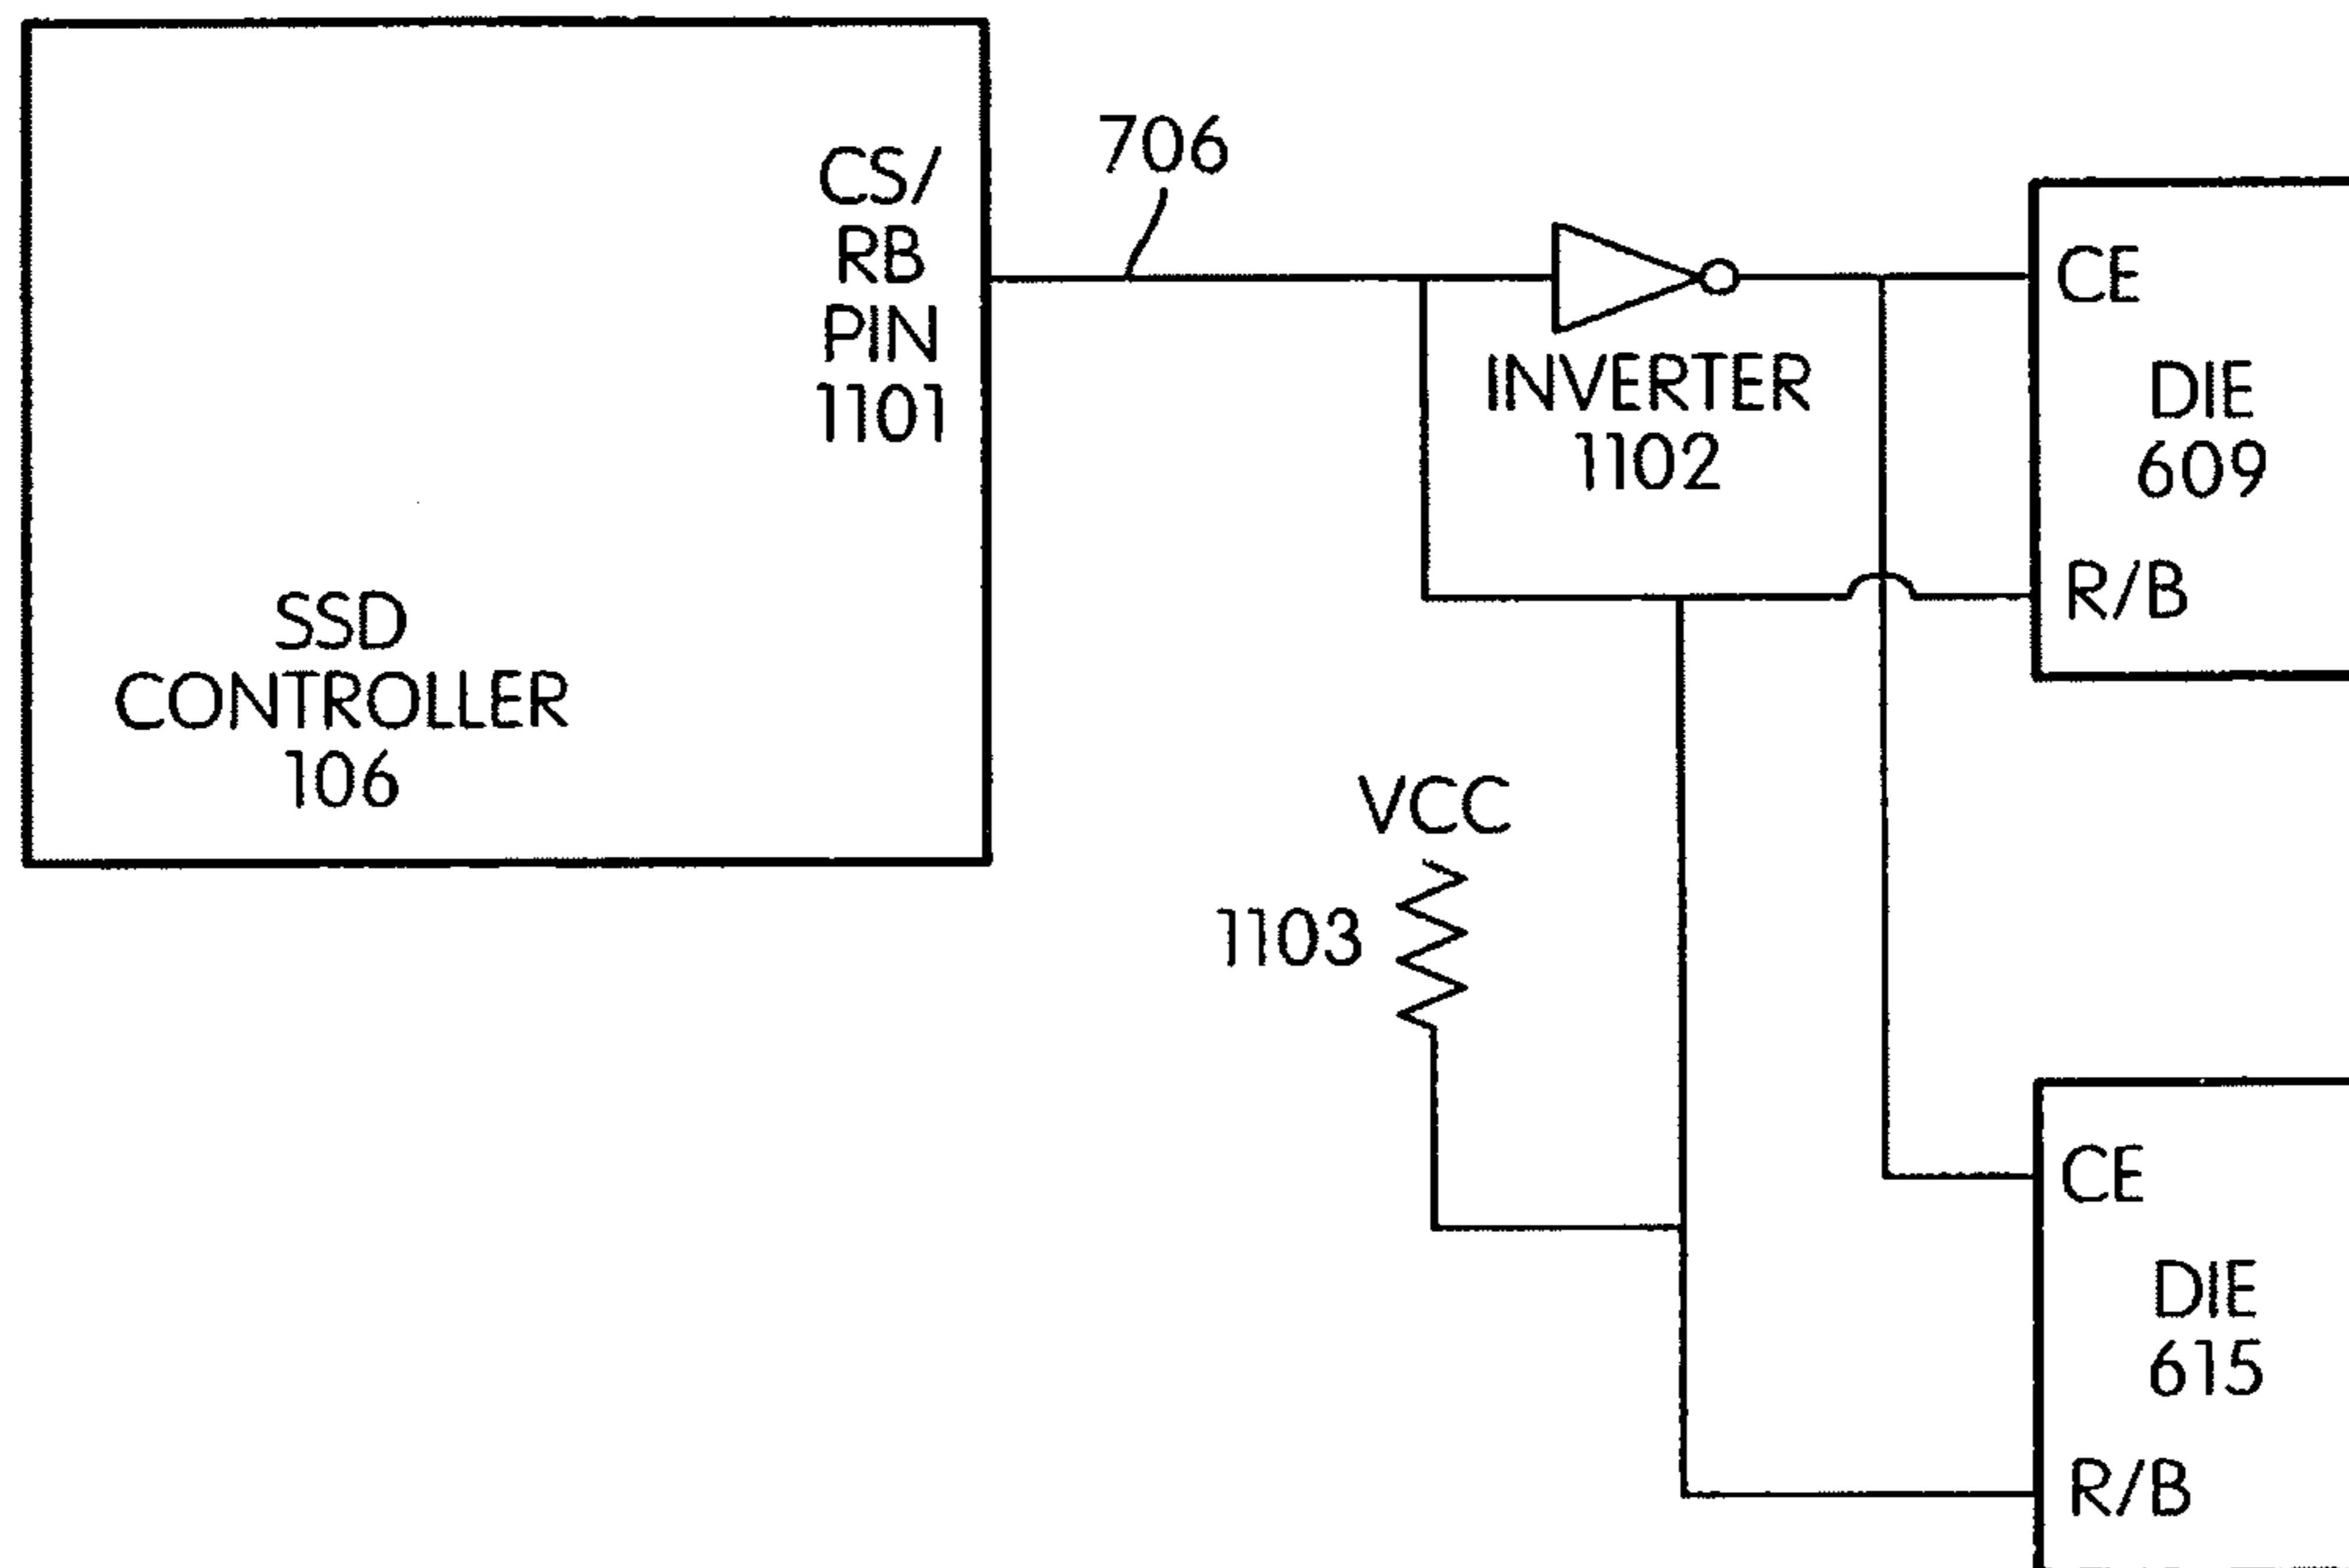 CS/
RB
PIN
1101
SSD
CONTROLLER
106
706
INVERTER
1102
VCC
1103
CE
DIE
609
R/B
CE
DIE
615
R/B